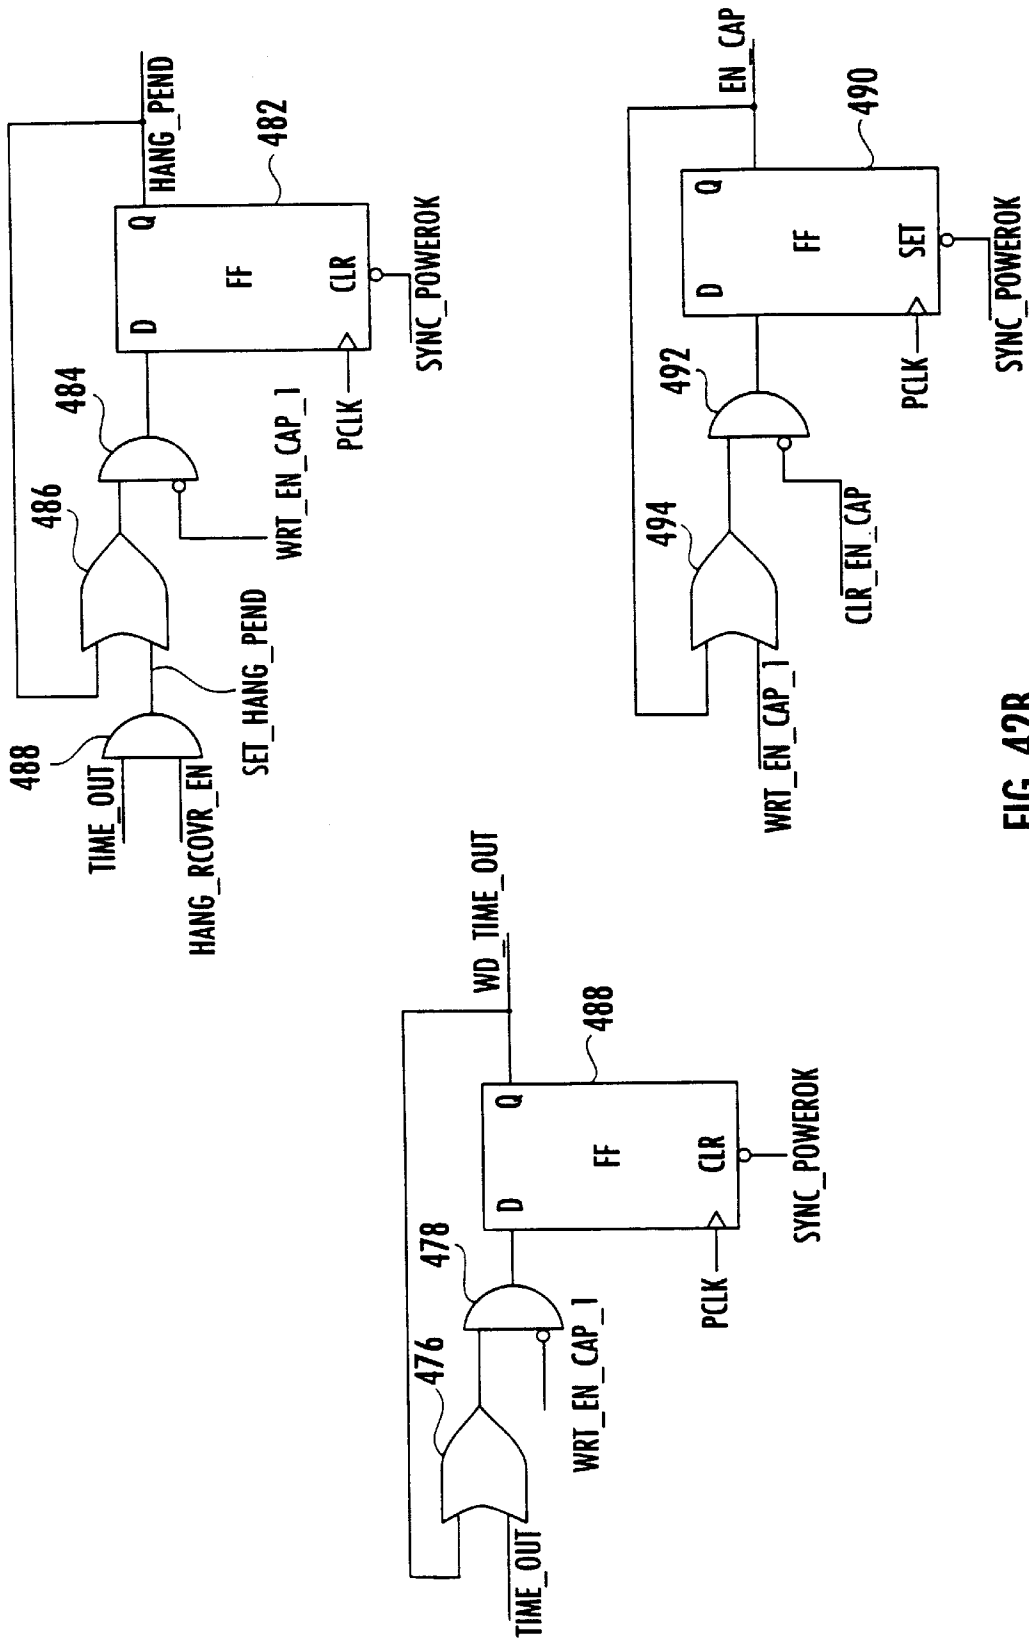 488
TIME_OUT
HANG_RCOVR_EN
SET_HANG_PEND
486
484
WRT_EN_CAP_1
D
Q
FF
CLR
482
PCLK
SYNC_POWEROK
HANG_PEND
476
TIME_OUT
478
WRT_EN_CAP_1
D
Q
FF
CLR
488
PCLK
SYNC_POWEROK
WD_TIME_OUT
494
WRT_EN_CAP_1
492
CLR_EN_CAP
D
Q
FF
SET
490
PCLK
SYNC_POWEROK
EN_CAP
FIG. 42B